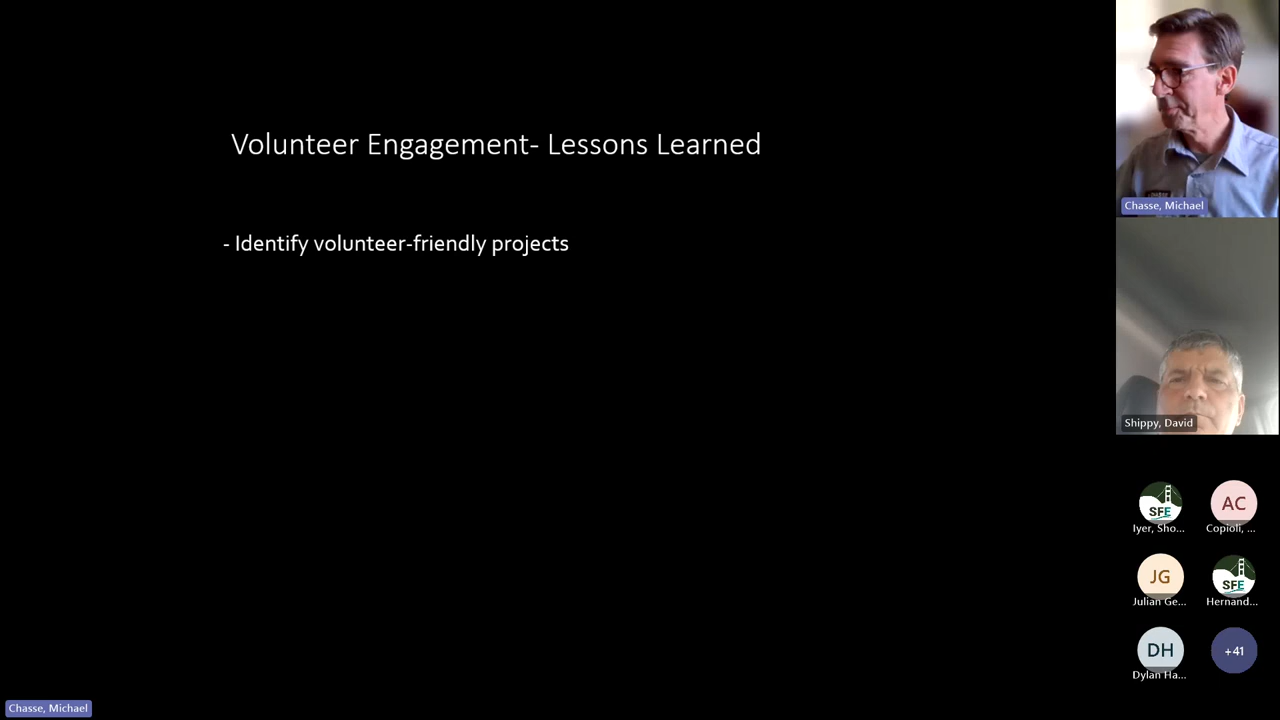 Volunteer Engagement- Lessons Learned
- Identify volunteer-friendly projects
Chasse, Michael
Shippy, David
SFE
Iyer, Sho...
AC
Copioli, ...
JG
Julian Ge...
SFE
Hernand...
DH
Dylan Ha...
+41
Chasse, Michael